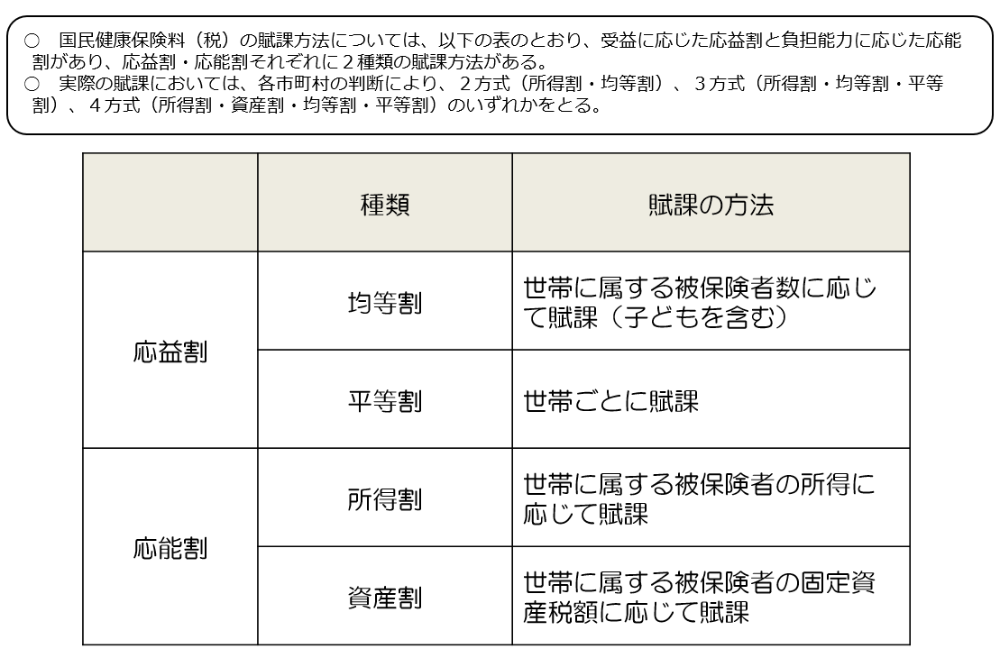 ○　国民健康保険料（税）の賦課方法については、以下の表のとおり、受益に応じた応益割と負担能力に応じた応能
割があり、応益割・応能割それぞれに２種類の賦課方法がある。
○　実際の賦課においては、各市町村の判断により、２方式（所得割・均等割）、３方式（所得割・均等割・平等
割）、４方式（所得割・資産割・均等割・平等割）のいずれかをとる。
種類
賦課の方法
応益割
均等割
世帯に属する被保険者数に応じ
て賦課（子どもを含む）
平等割
世帯ごとに賦課
応能割
所得割
世帯に属する被保険者の所得に
応じて賦課
資産割
世帯に属する被保険者の固定資
産税額に応じて賦課